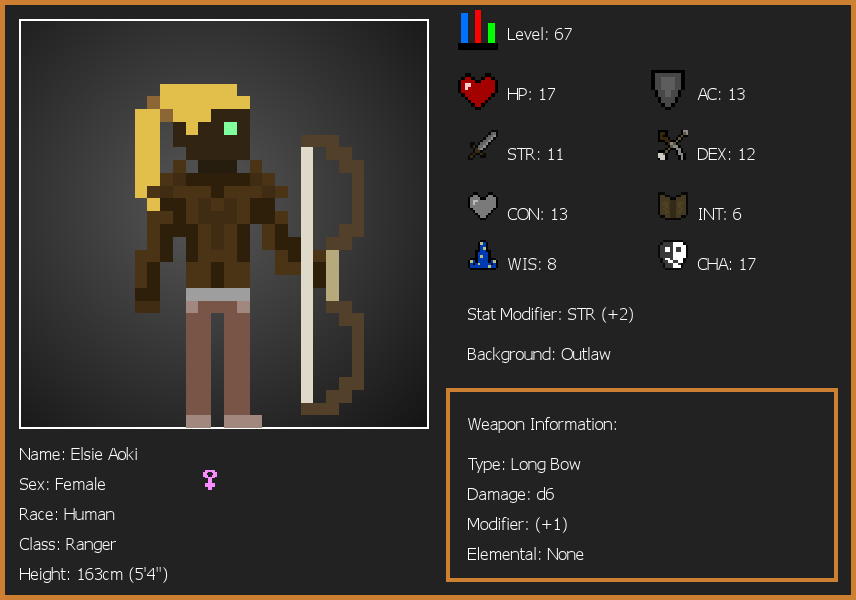 Level: 67
HP: 17
AC: 13
STR: 11
DEX: 12
CON: 13
INT: 6
WIS: 8
CHA: 17
Stat Modifier: STR (+2)
Background: Outlaw
Weapon Information:
Type: Long Bow
Damage: d6
Modifier: (+1)
Elemental: None
Name: Elsie Aoki
Sex: Female
Race: Human
Class: Ranger
Height: 163cm (5'4")